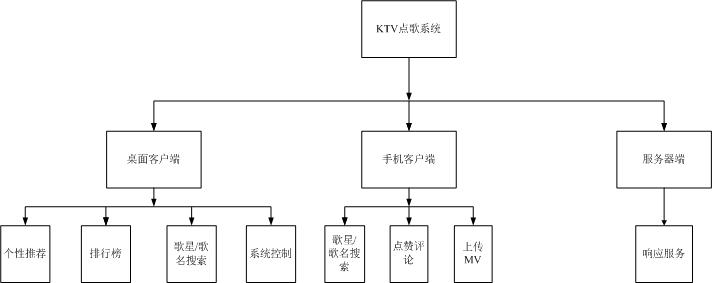 KTV点歌系统
桌面客户端
手机客户端
服务器端
个性推荐
排行榜
歌星/歌
名搜索
系统控制
歌星/
歌名搜
索
点赞评
论
上传
MV
响应服务